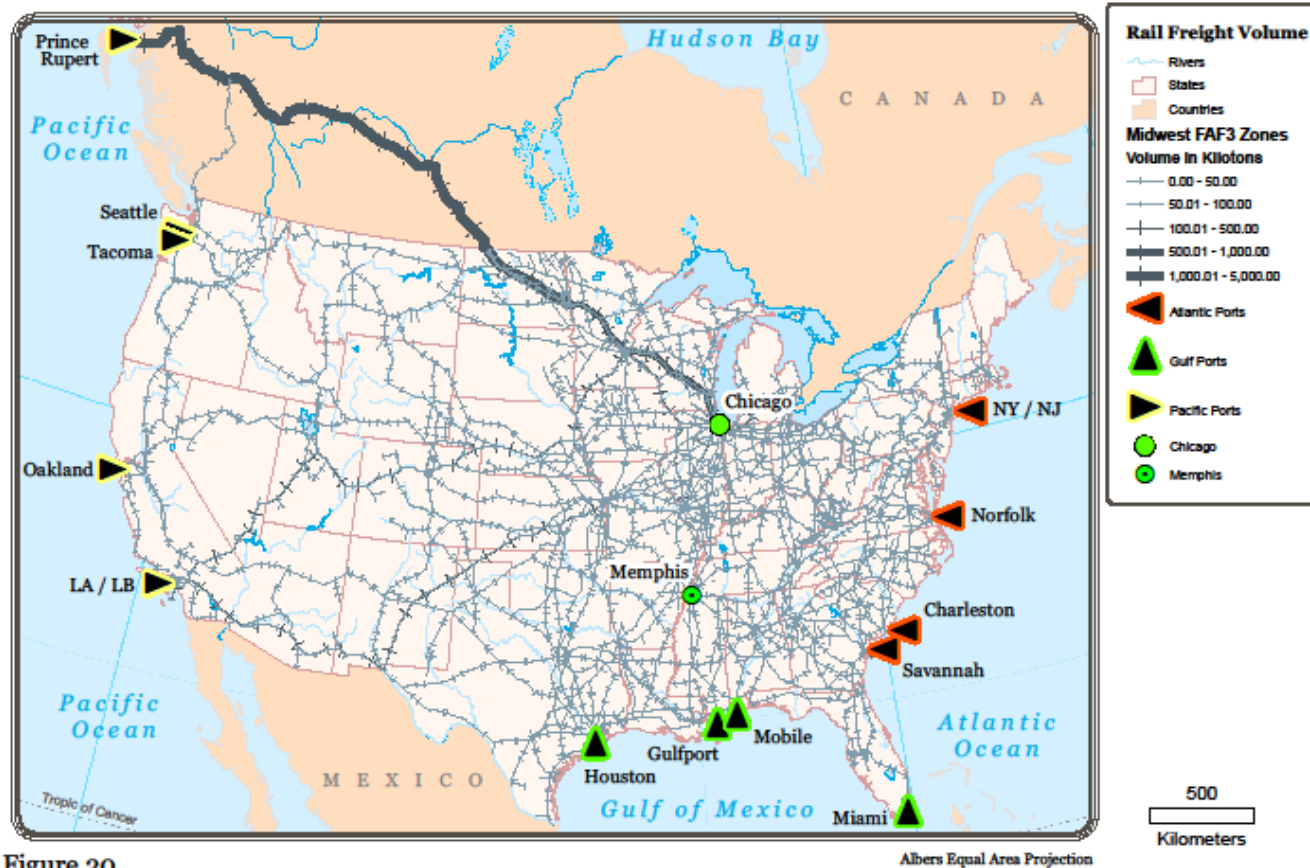 Prince
Rupert
Hudson Bay
CANADA
Pacific
Ocean
Seattle
Tacoma
Chicago
NY / NJ
Oakland
Norfolk
LA / LB
Memphis
Charleston
Savannah
Pacific
Ocean
Atlantic
Ocean
Mobile
Gulfport
Houston
MEXICO
Gulf of Mexico
Miami
Tropic of Cancer
Rail Freight Volume
Rivers
States
Countries
Midwest FAF3 Zones
Volume in Kilotons
0.00 - 50.00
50.01 - 100.00
100.01 - 500.00
500.01 - 1,000.00
1,000.01 - 5,000.00
Atlantic Ports
Gulf Ports
Pacific Ports
Chicago
Memphis
500
Kilometers
Albers Equal Area Projection